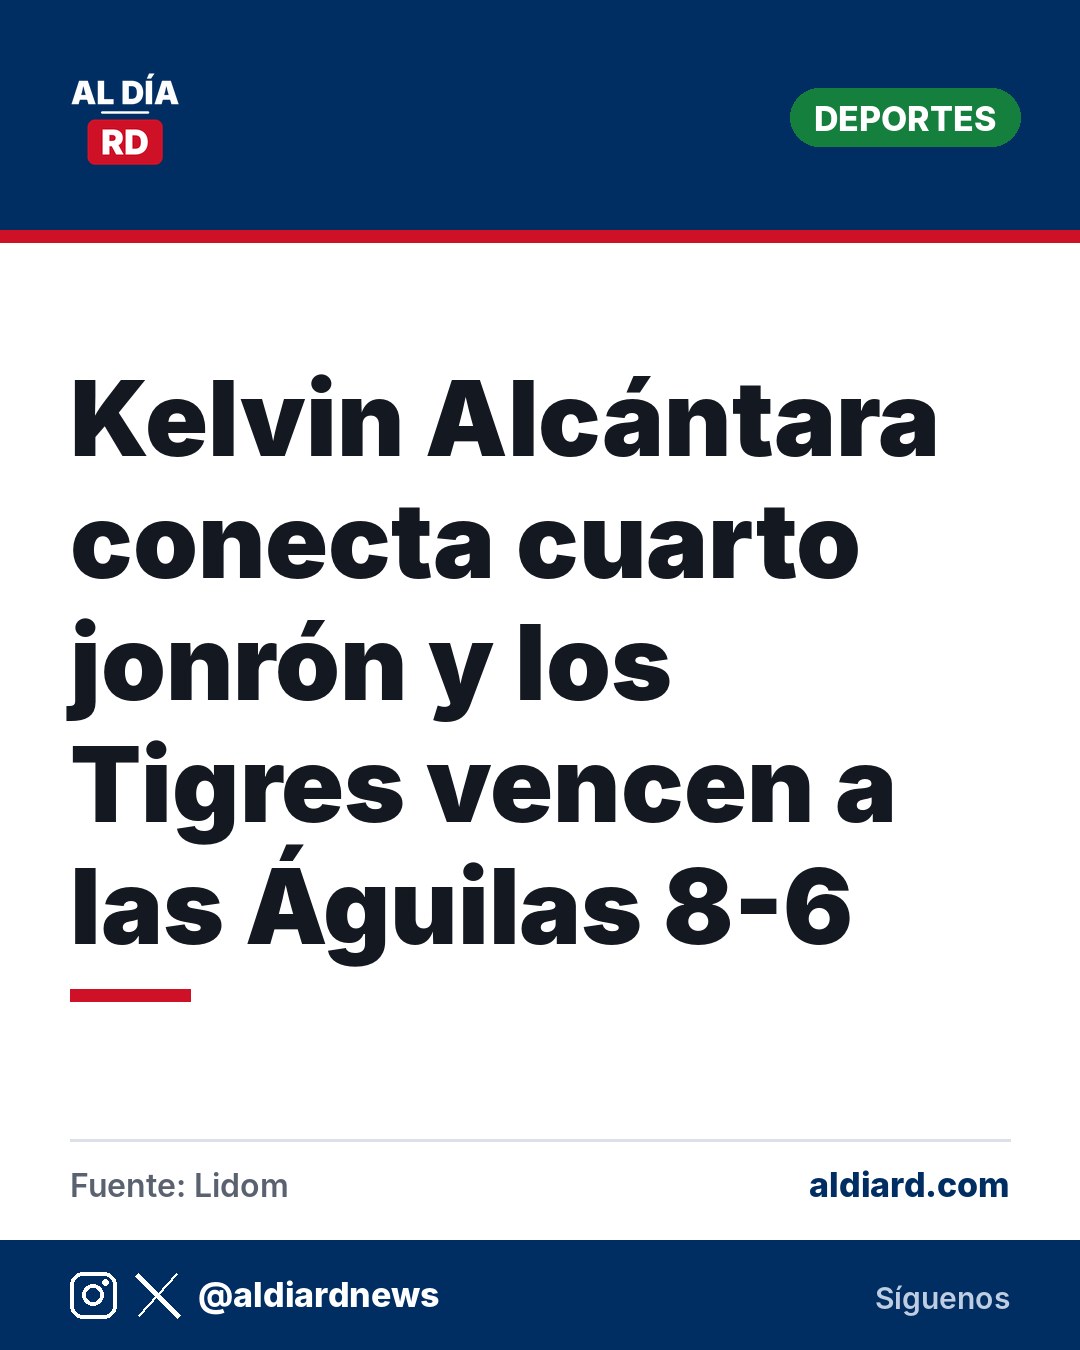 AL DÍA
RD
DEPORTES
Kelvin Alcántara
conecta cuarto
jonrón y los
Tigres vencen a
las Águilas 8-6
Fuente: Lidom
aldiard.com
@aldiardnews
Síguenos